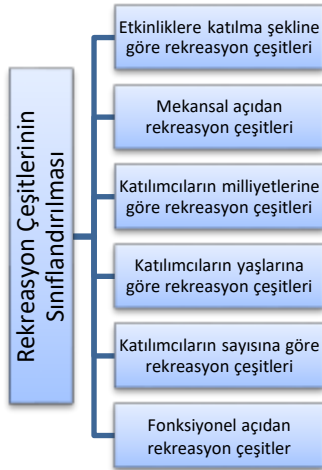 Rekreasyon Çeşitlerinin
Sınıflandırılması
Etkinliklere katılma şekline
göre rekreasyon çeşitleri
Mekansal açıdan
rekreasyon çeşitleri
Katılımcıların milliyetlerine
göre rekreasyon çeşitleri
Katılımcıların yaşlarına
göre rekreasyon çeşitleri
Katılımcıların sayısına göre
rekreasyon çeşitleri
Fonksiyonel açıdan
rekreasyon çeşitler